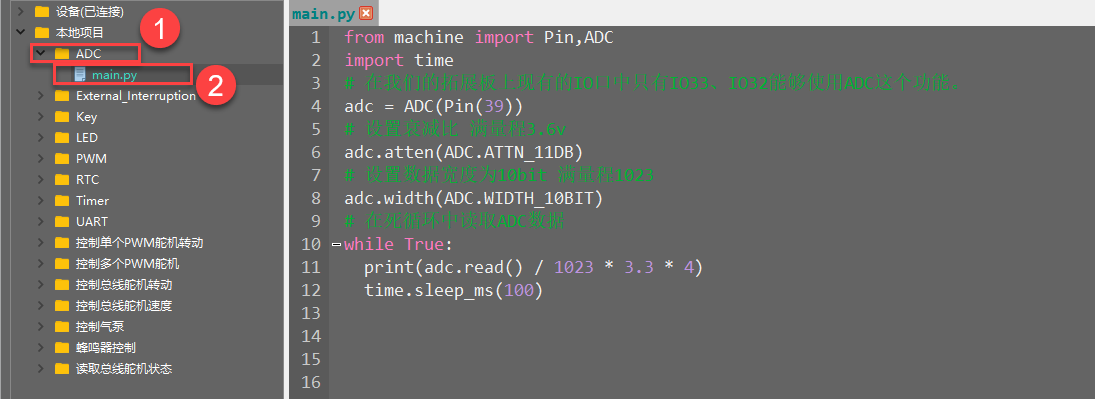 设备(已连接)
本地项目
1
ADC
main.py
2
External_Interruption
Key
LED
PWM
RTC
Timer
UART
控制单个PWM舵机转动
控制多个PWM舵机
控制总线舵机转动
控制总线舵机速度
控制气泵
蜂鸣器控制
读取总线舵机状态
main.py
1 from machine import Pin,ADC
2 import time
3 # 在我们的拓展板上现有的IO口中只有IO33、IO32能够使用ADC这个功能。
4 adc = ADC(Pin(39))
5 # 设置衰减比 满量程3.6v
6 adc.atten(ADC.ATTN_11DB)
7 # 设置数据宽度为10bit 满量程1023
8 adc.width(ADC.WIDTH_10BIT)
9 # 在死循环中读取ADC数据
10 while True:
11 print(adc.read() / 1023 * 3.3 * 4)
12 time.sleep_ms(100)
13
14
15
16